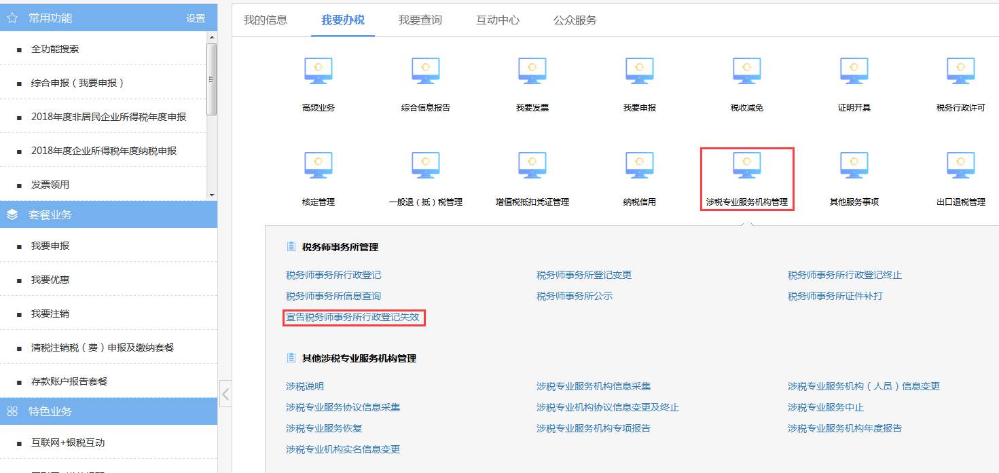 常用功能 设置
全功能搜索
综合申报（我要申报）
2018年度非居民企业所得税年度申报
2018年度企业所得税年度纳税申报
发票领用
套餐业务
我要申报
我要优惠
我要注销
清税注销税（费）申报及缴纳套餐
存款账户报告套餐
特色业务
互联网+银税互动
我的信息 我要办税 我要查询 互动中心 公众服务
高频业务 综合信息报告 我要发票 我要申报 税收减免 证明开具 税务行政许可
核定管理 一般退（抵）税管理 增值税抵扣凭证管理 纳税信用 涉税专业服务机构管理 其他服务事项 出口退税管理
税务师事务所管理
税务师事务所行政登记 税务师事务所登记变更 税务师事务所行政登记终止
税务师事务所信息查询 税务师事务所公示 税务师事务所证件补打
宣告税务师事务所行政登记失效
其他涉税专业服务机构管理
涉税说明 涉税专业服务机构信息采集 涉税专业服务机构（人员）信息变更
涉税专业服务协议信息采集 涉税专业机构协议信息变更及终止 涉税专业服务中止
涉税专业服务恢复 涉税专业服务机构专项报告 涉税专业服务机构年度报告
涉税专业机构实名信息变更